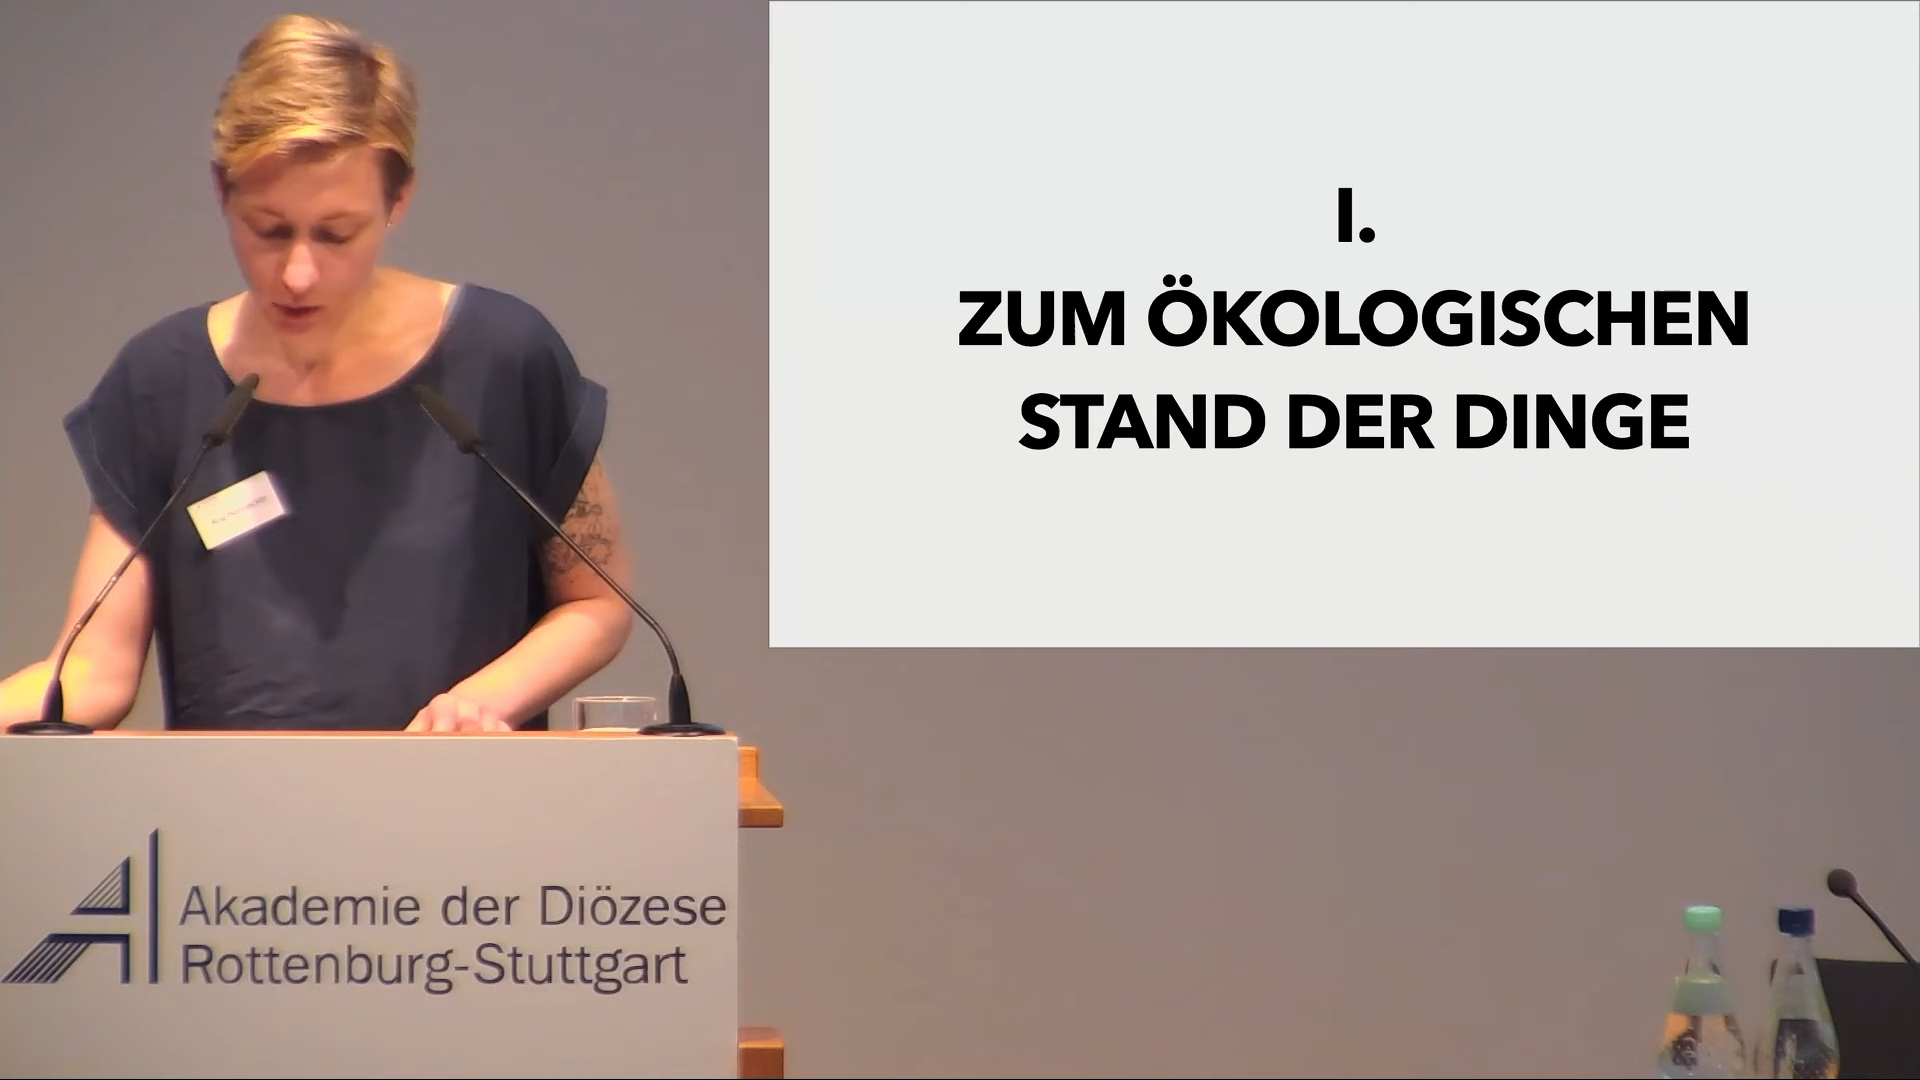 I.
ZUM ÖKOLOGISCHEN
STAND DER DINGE
Akademie der Diözese
Rottenburg-Stuttgart